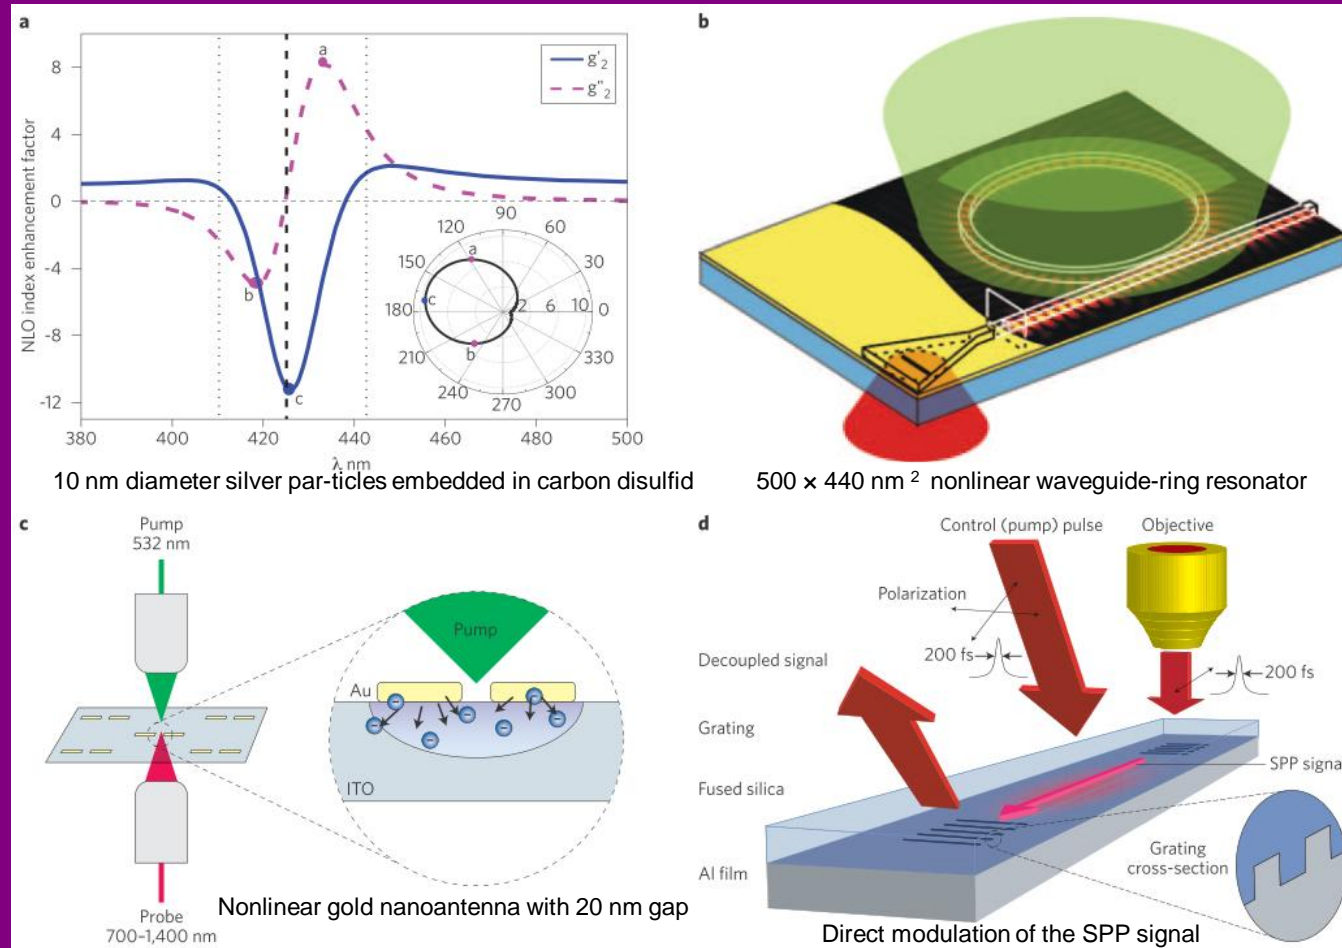 a
NLO index enhancement factor
8
4
0
-4
-8
-12
380
400
420
440
460
480
500
λ nm
g'2
g"2
a
b
c
90
120
60
150
30
180
0
210
330
240
300
270
2
6
10
a
c
b
10 nm diameter silver par-ticles embedded in carbon disulfid
b
500 × 440 nm ² nonlinear waveguide-ring resonator
c
Pump
532 nm
Pump
Au
ITO
Probe
700–1,400 nm
Nonlinear gold nanoantenna with 20 nm gap
d
Control (pump) pulse
Objective
Polarization
200 fs
200 fs
Decoupled signal
Grating
SPP signa
Fused silica
Grating
cross-section
Al film
Direct modulation of the SPP signal